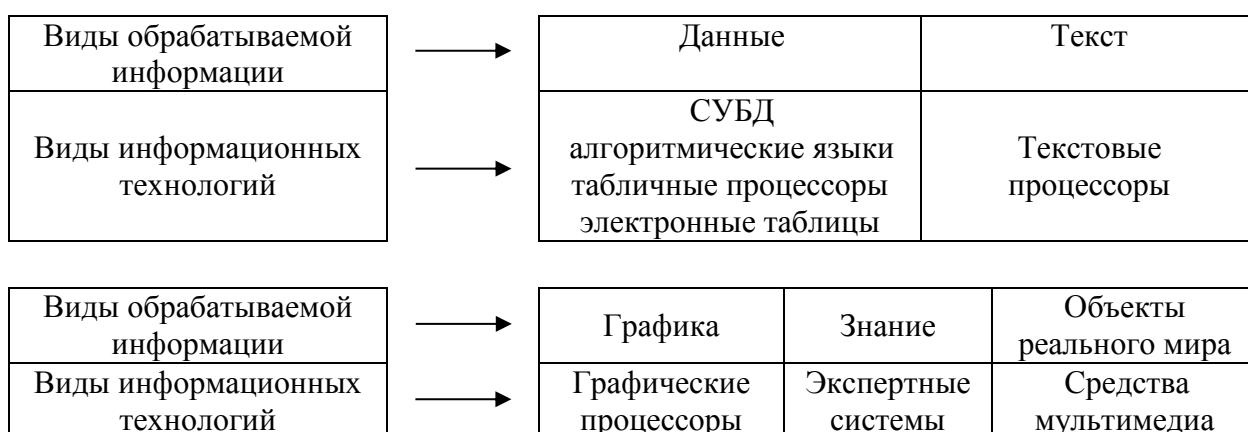 Виды обрабатываемой
информации
Данные
Текст
Виды информационных
технологий
СУБД
алгоритмические языки
табличные процессоры
электронные таблицы
Текстовые
процессоры
Виды обрабатываемой
информации
Графика
Знание
Объекты
реального мира
Виды информационных
технологий
Графические
процессоры
Экспертные
системы
Средства
мультимедиа